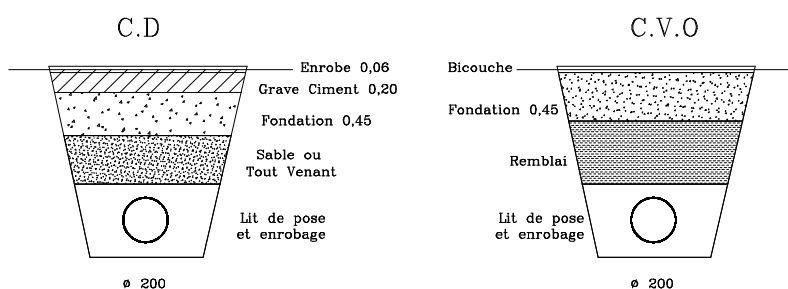 C.D
Enrobe 0,06
Grave Ciment 0,20
Fondation 0,45
Sable ou
Tout Venant
Lit de pose
et enrobage
ø 200
C.V.O
Bicouche
Fondation 0,45
Remblai
Lit de pose
et enrobage
ø 200